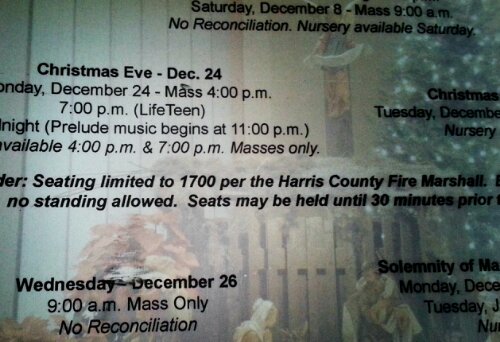 Saturday, December 8 - Mass 9:00 a.m.
No Reconciliation. Nursery available Saturday.
Christmas Eve - Dec. 24
onday, December 24 - Mass 4:00 p.m.
7:00 p.m. (LifeTeen)
dnight (Prelude music begins at 11:00 p.m.)
available 4:00 p.m. & 7:00 p.m. Masses only.
Christmas
Tuesday, Decembe
Nursery
der: Seating limited to 1700 per the Harris County Fire Marshall.
no standing allowed. Seats may be held until 30 minutes prior t
Wednesday - December 26
9:00 a.m. Mass Only
No Reconciliation
Solemnity of Ma
Monday, Dece
Tuesday, J
Nu